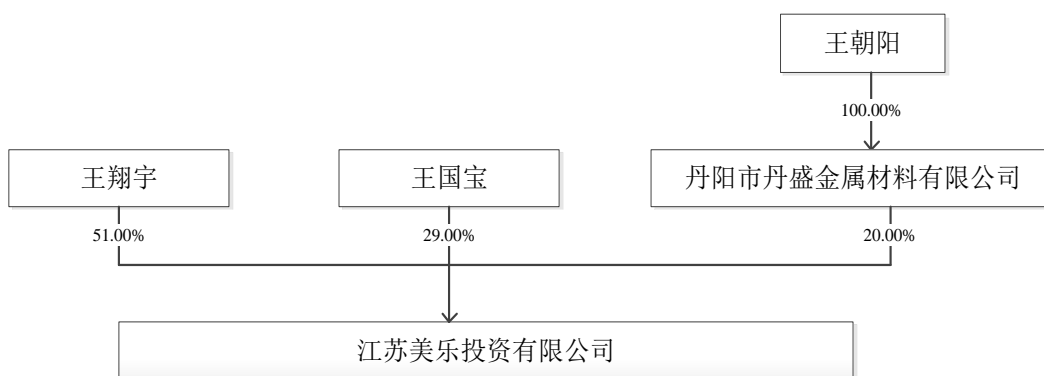 王朝阳
100.00%
王翔宇
王国宝
丹阳市丹盛金属材料有限公司
51.00%
29.00%
20.00%
江苏美乐投资有限公司